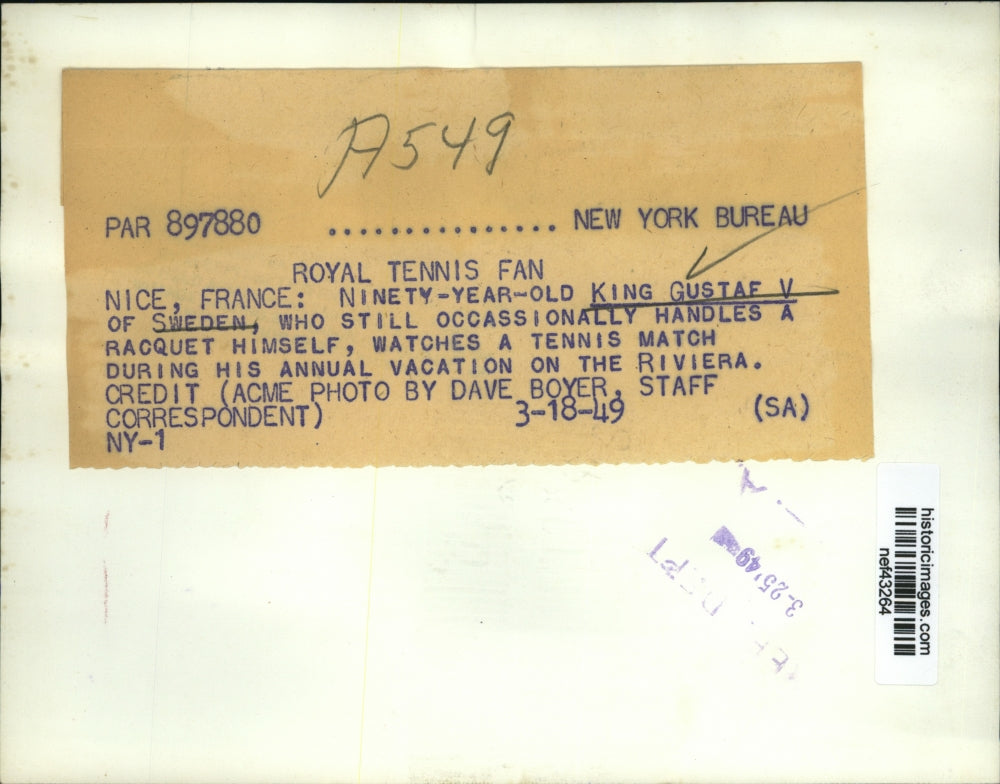 A549
PAR 897880 ................ NEW YORK BUREAU
ROYAL TENNIS FAN
NICE, FRANCE: NINETY-YEAR-OLD KING GUSTAF V
OF SWEDEN, WHO STILL OCCASSIONALLY HANDLES A
RACQUET HIMSELF, WATCHES A TENNIS MATCH
DURING HIS ANNUAL VACATION ON THE RIVIERA.
CREDIT (ACME PHOTO BY DAVE BOYER, STAFF
CORRESPONDENT) 3-18-49 (SA)
NY-1
3-25'49
historicimages.com
nef43264